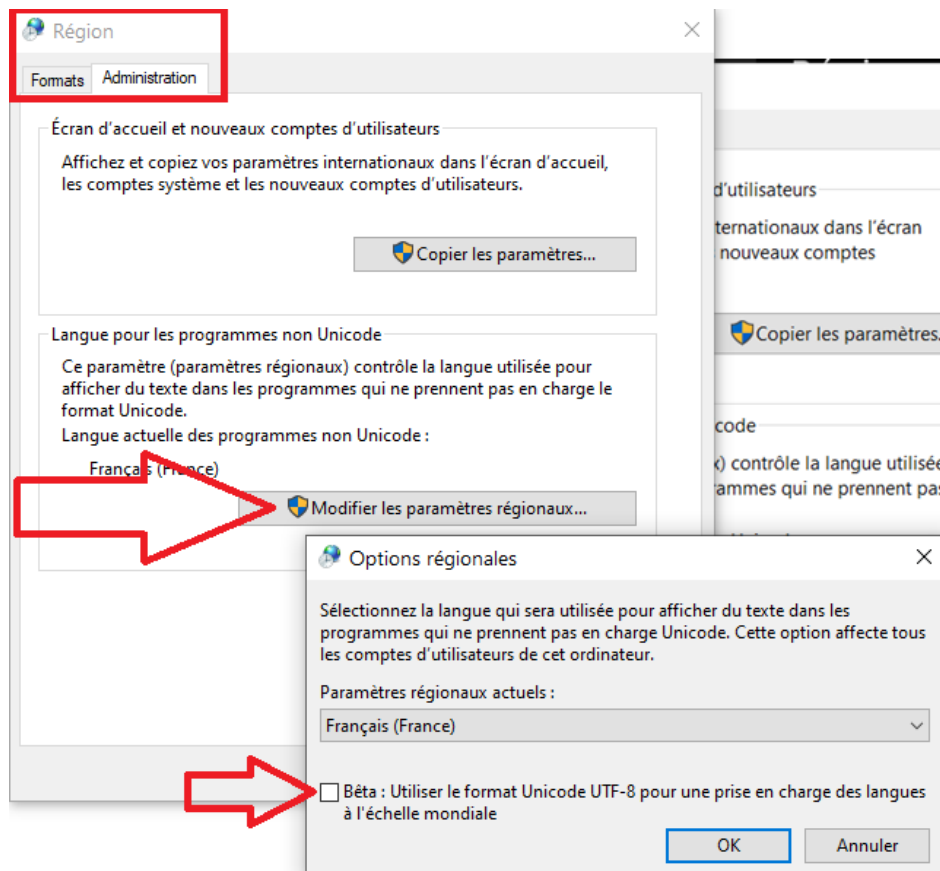 Région
Formats
Administration
Écran d'accueil et nouveaux comptes d'utilisateurs
Affichez et copiez vos paramètres internationaux dans l'écran d'accueil,
les comptes système et les nouveaux comptes d'utilisateurs.
Copier les paramètres...
Langue pour les programmes non Unicode
Ce paramètre (paramètres régionaux) contrôle la langue utilisée pour
afficher du texte dans les programmes qui ne prennent pas en charge le
format Unicode.
Langue actuelle des programmes non Unicode :
Français (France)
Modifier les paramètres régionaux...
d'utilisateurs
ternationaux dans l'écran
nouveaux comptes
Copier les paramètres.
code
) contrôle la langue utilisée
rammes qui ne prennent pas
Options régionales
Sélectionnez la langue qui sera utilisée pour afficher du texte dans les
programmes qui ne prennent pas en charge Unicode. Cette option affecte tous
les comptes d'utilisateurs de cet ordinateur.
Paramètres régionaux actuels :
Français (France)
Bêta : Utiliser le format Unicode UTF-8 pour une prise en charge des langues
à l'échelle mondiale
OK
Annuler